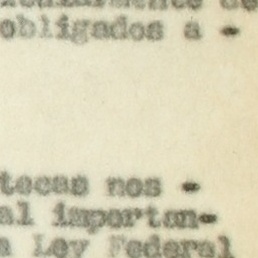 obligados a -
tecas nos -
al importan-
a Ley Federal